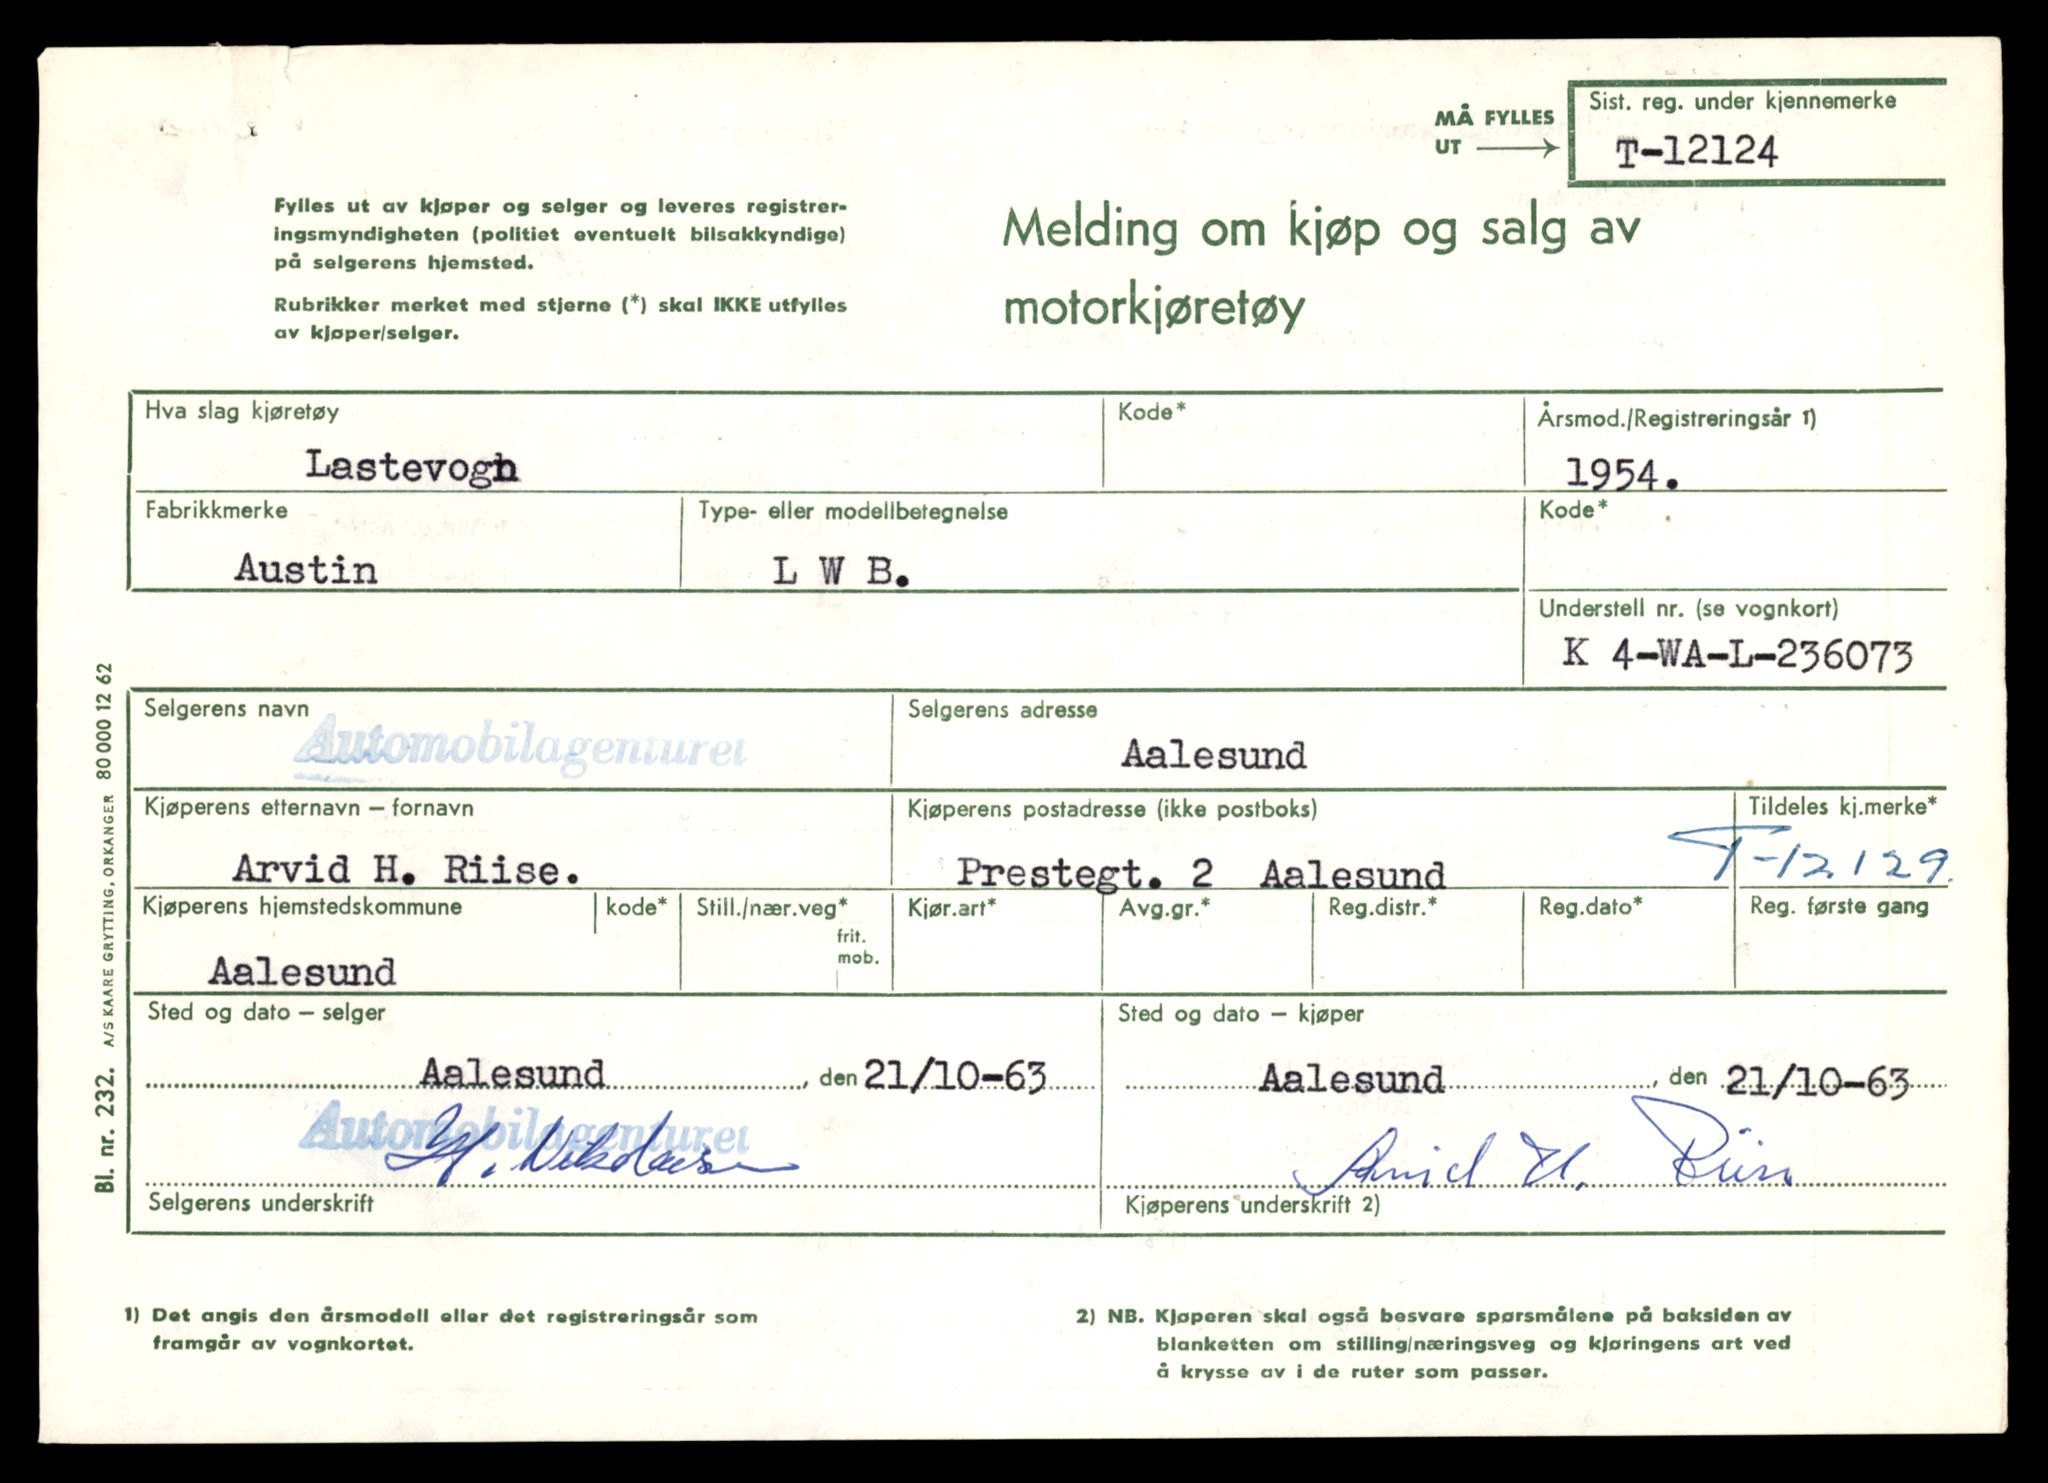 MÅ FYLLES
UT
Sist. reg. under kjennemerke
T-12124
Fylles ut av kjøper og selger og leveres registrer-
ingsmyndigheten (politiet eventuelt bilsakkyndige)
på selgerens hjemsted.
Rubrikker merket med stjerne (*) skal IKKE utfylles
av kjøper/selger.
Melding om kjøp og salg av
motorkjøretøy
Hva slag kjøretøy
Kode*
Årsmod./Registreringsår 1)
Lastevogn
1954.
Fabrikkmerke
Type- eller modellbetegnelse
Kode*
Austin
L W B.
Understell nr. (se vognkort)
K 4-WA-L-236073
Selgerens navn
Selgerens adresse
Automobilagenturet
Aalesund
Kjøperens etternavn – fornavn
Kjøperens postadresse (ikke postboks)
Tildeles kj.merke*
Arvid H. Riise.
Prestegt. 2 Aalesund
T-12129.
Kjøperens hjemstedskommune
kode*
Still./nær.veg*
frit.
mob.
Kjør.art*
Avg.gr.*
Reg.distr.*
Reg.dato*
Reg. første gang
Aalesund
Sted og dato – selger
Sted og dato – kjøper
Aalesund, den 21/10-63
Aalesund, den 21/10-63
Automobilagenturet
H. Nikolaisen
Arvid H. Riise
Selgerens underskrift
Kjøperens underskrift 2)
1) Det angis den årsmodell eller det registreringsår som
framgår av vognkortet.
2) NB. Kjøperen skal også besvare spørsmålene på baksiden av
blanketten om stilling/næringsveg og kjøringens art ved
å krysse av i de ruter som passer.
Bl. nr. 232. A/S KAARE GRYTTING, ORKANGER 80 000 12 62